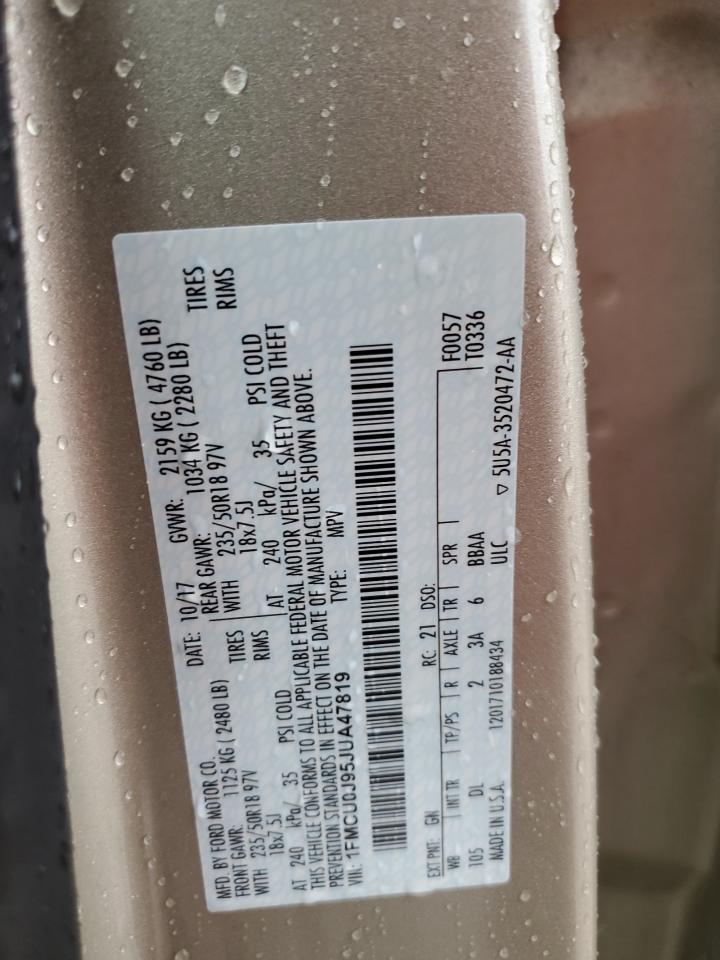 MFD. BY FORD MOTOR CO.
DATE: 10/17 GVWR: 2159 KG ( 4760 LB)
FRONT GAWR: 1125 KG ( 2480 LB)
REAR GAWR: 1034 KG ( 2280 LB)
WITH 235/50R18 97V TIRES
WITH 235/50R18 97V TIRES
18x7.5J RIMS
18x7.5J RIMS
AT 240 kPa/ 35 PSI COLD
AT 240 kPa/ 35 PSI COLD
THIS VEHICLE CONFORMS TO ALL APPLICABLE FEDERAL MOTOR VEHICLE SAFETY AND THEFT
PREVENTION STANDARDS IN EFFECT ON THE DATE OF MANUFACTURE SHOWN ABOVE.
VIN: 1FMCU0J95JUA47819 TYPE: MPV
EXT PNT: GN RC: 21 DSO: F0057
WB INT TR TP/PS R AXLE TR SPR T0336
105 DL 2 3A 6 BBAA
MADE IN U.S.A. 1201710188434 ULC ▽ 5U5A-3520472-AA